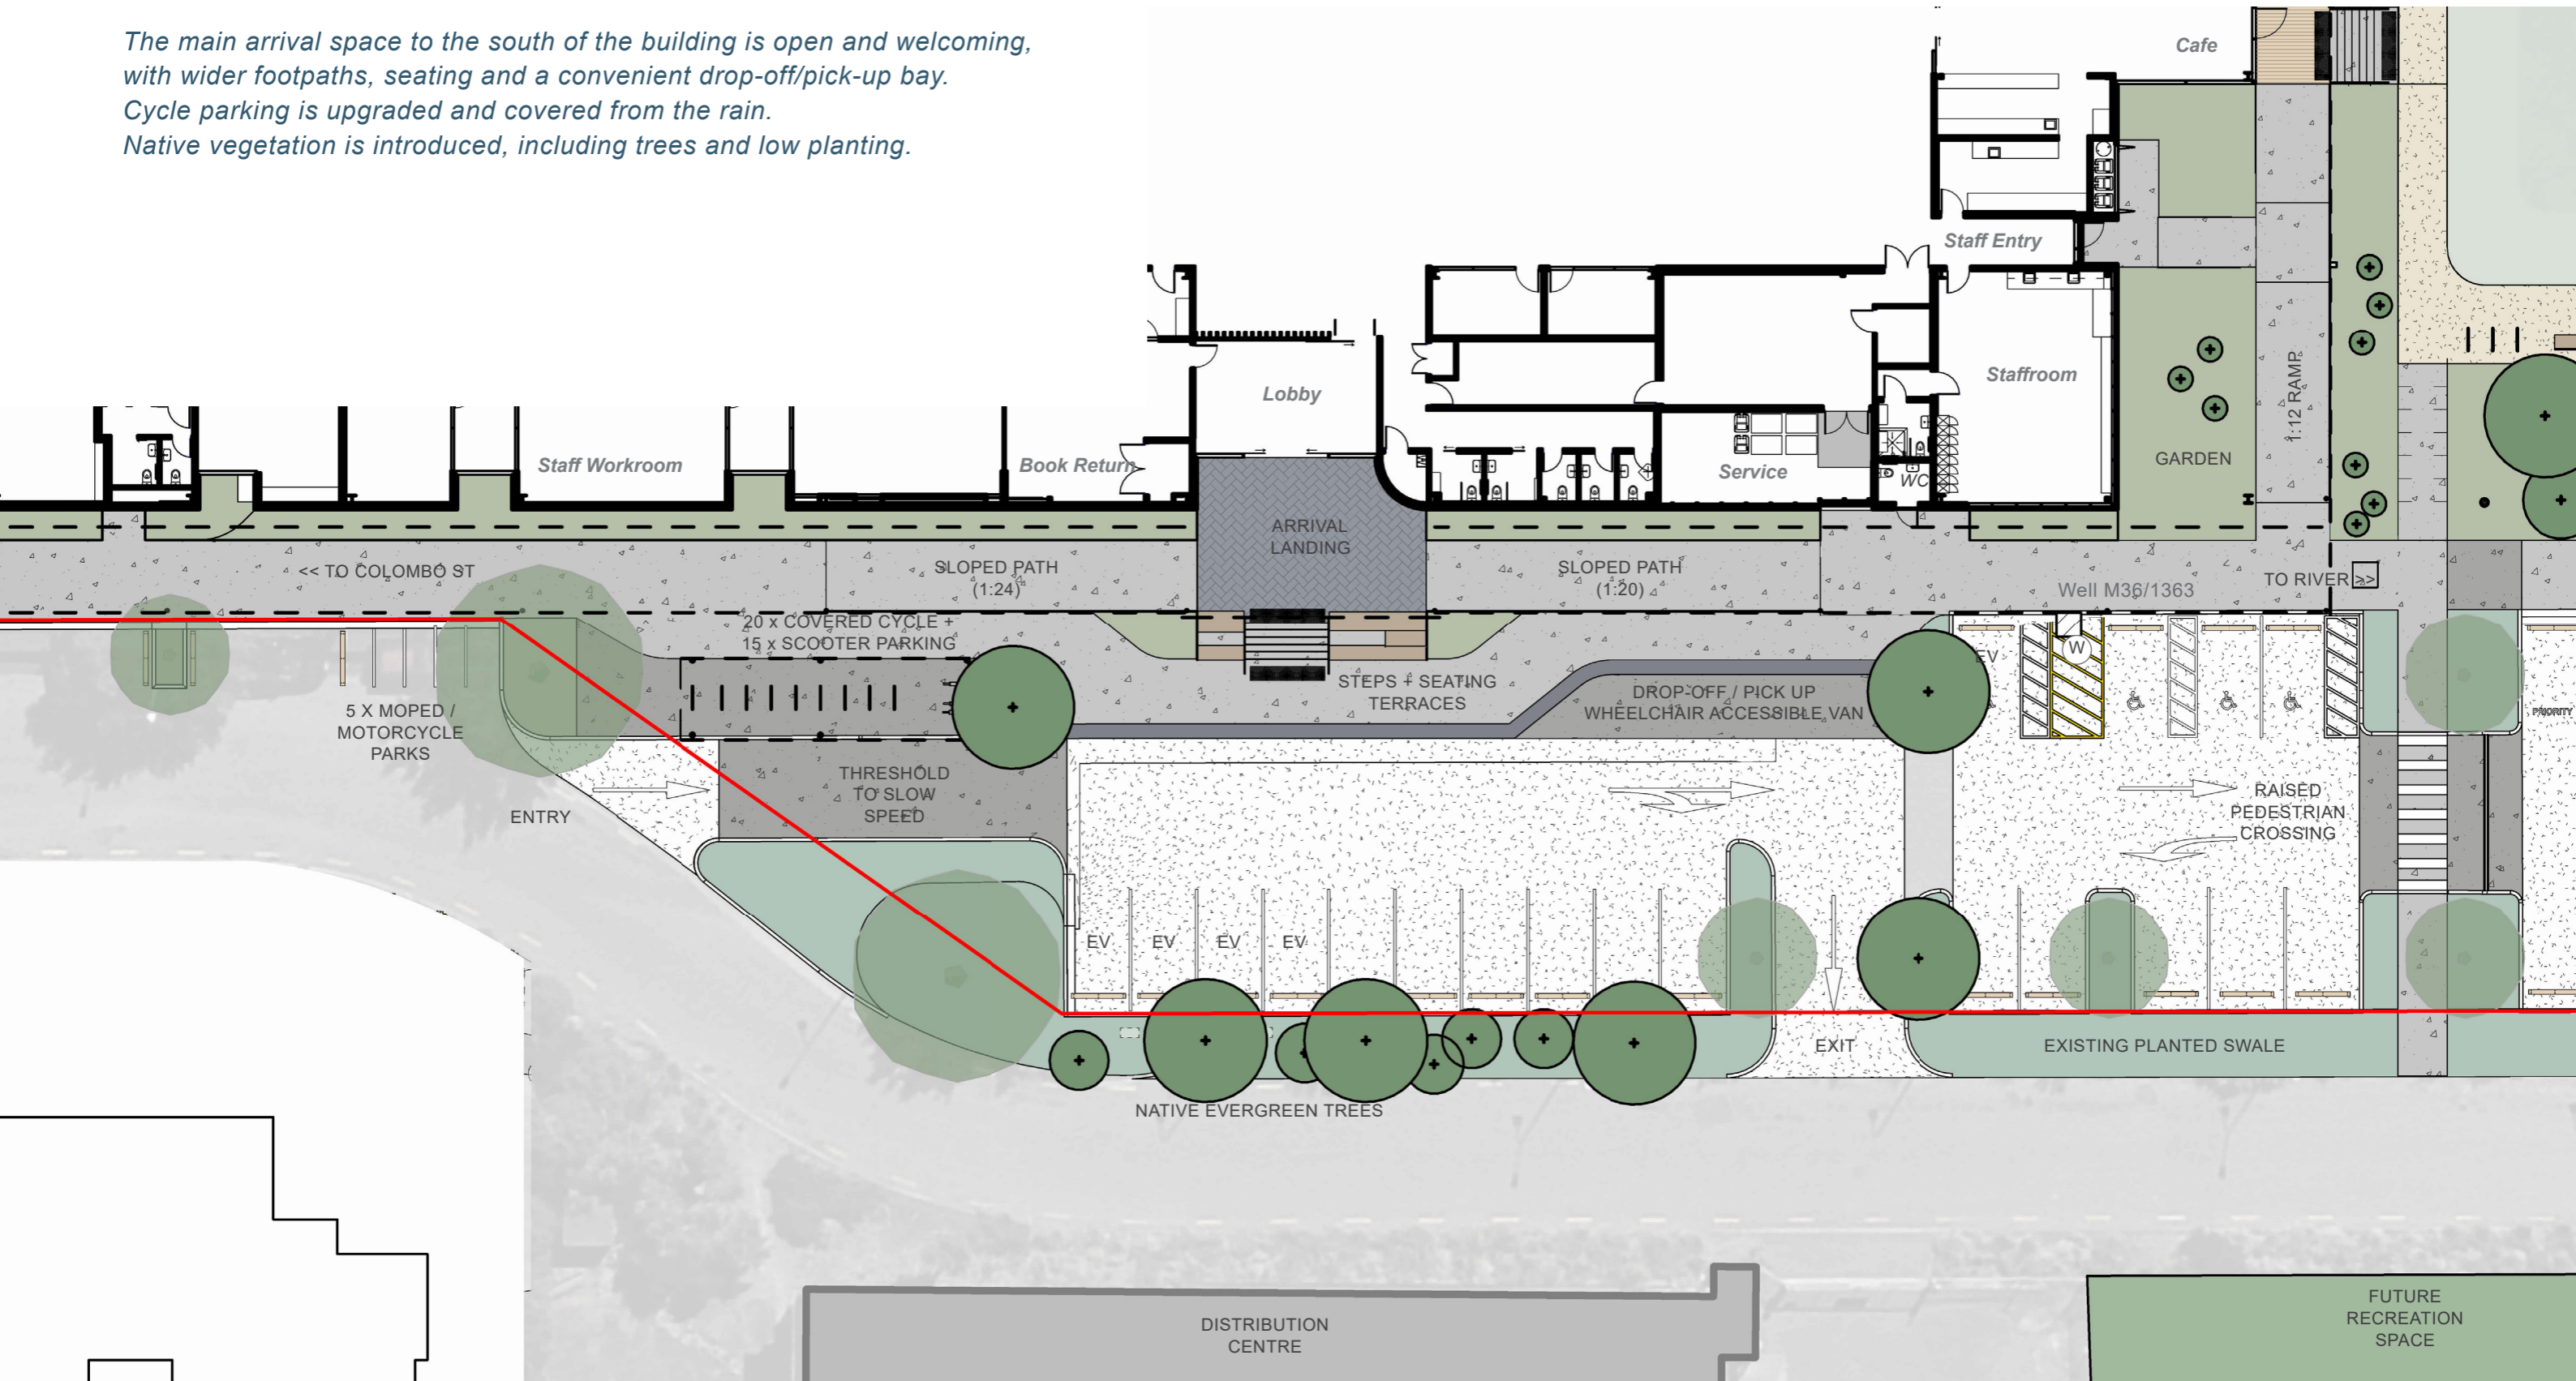 The main arrival space to the south of the building is open and welcoming,
with wider footpaths, seating and a convenient drop-off/pick-up bay.
Cycle parking is upgraded and covered from the rain.
Native vegetation is introduced, including trees and low planting.
Cafe
Staff Entry
Staffroom
Lobby
Staff Workroom
Book Return
Service
WC
GARDEN
1:12 RAMP
ARRIVAL
LANDING
<< TO COLOMBO ST
SLOPED PATH
(1:24)
SLOPED PATH
(1:20)
Well M36/1363
TO RIVER >>
20 x COVERED CYCLE +
15 x SCOOTER PARKING
STEPS + SEATING
TERRACES
DROP-OFF / PICK UP
WHEELCHAIR ACCESSIBLE VAN
EV
W
PRIORITY
5 X MOPED /
MOTORCYCLE
PARKS
THRESHOLD
TO SLOW
SPEED
ENTRY
RAISED
PEDESTRIAN
CROSSING
EV
EV
EV
EV
EXIT
EXISTING PLANTED SWALE
NATIVE EVERGREEN TREES
DISTRIBUTION
CENTRE
FUTURE
RECREATION
SPACE